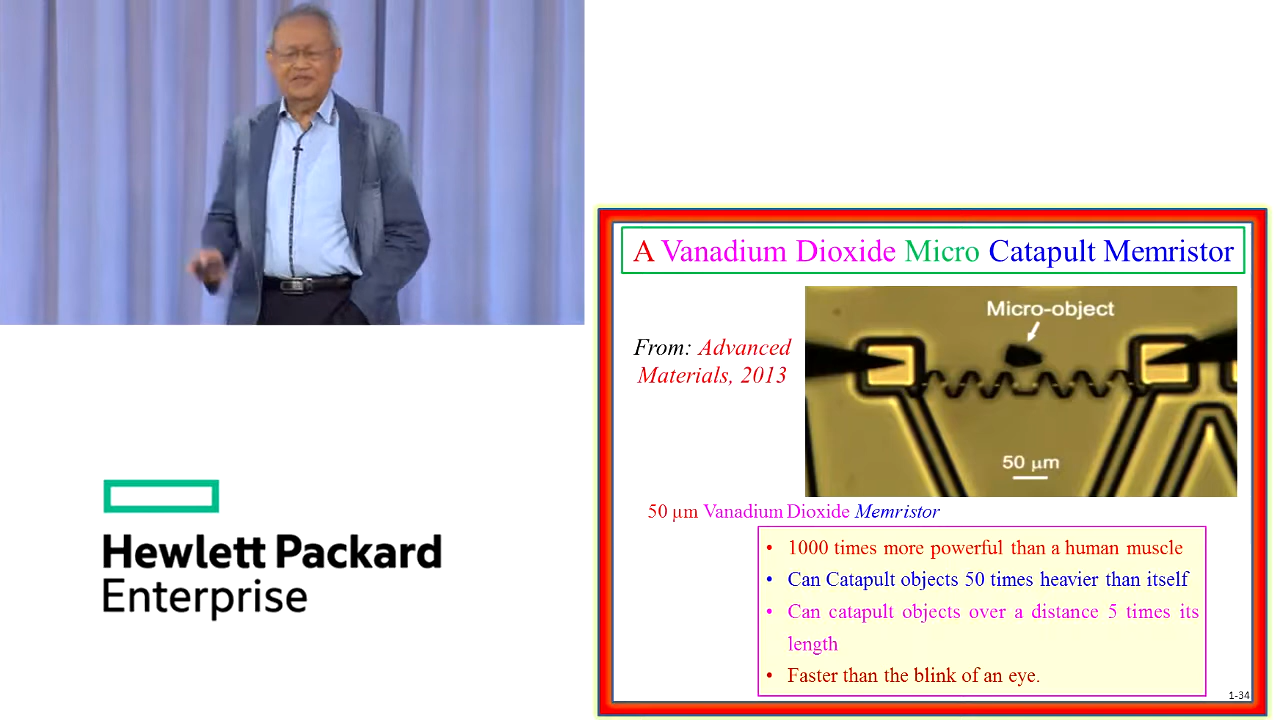 A Vanadium Dioxide Micro Catapult Memristor
From: Advanced
Materials, 2013
Micro-object
50 µm
50 µm Vanadium Dioxide Memristor
• 1000 times more powerful than a human muscle
• Can Catapult objects 50 times heavier than itself
• Can catapult objects over a distance 5 times its
length
• Faster than the blink of an eye.
1-34
Hewlett Packard
Enterprise